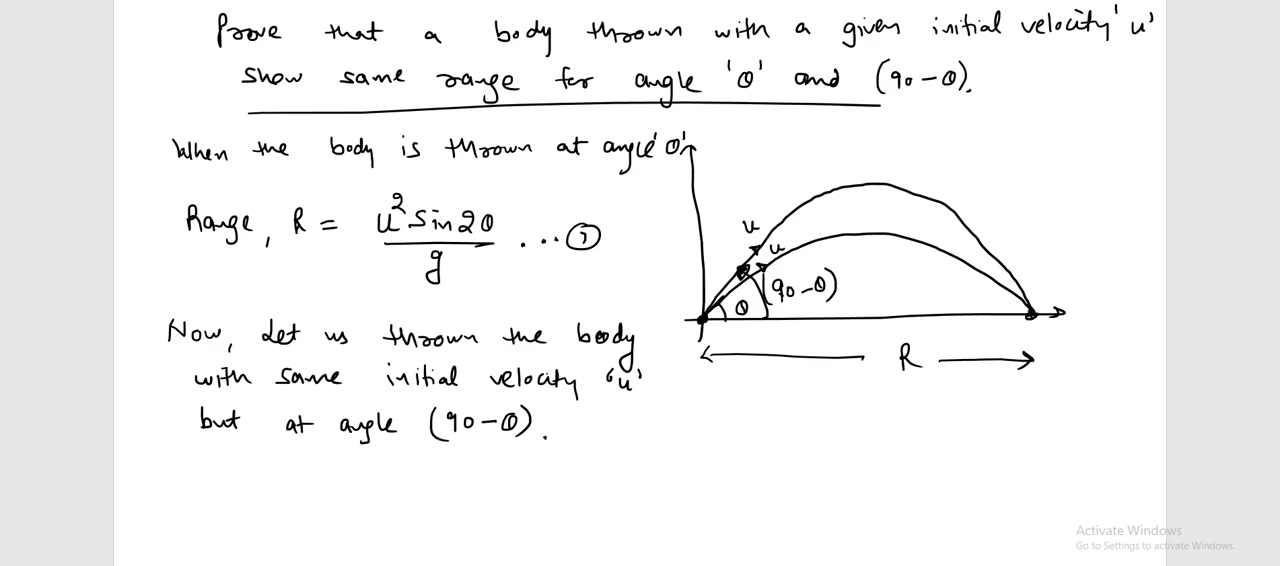 Prove that a body thrown with a given initial velocity 'u'
show same range for angle 'θ' and (90-θ).
When the body is thrown at angle 'θ'
Range, R = u² sin2θ / g ... ①
u
u
θ
(90-θ)
R
Now, Let us thrown the body
with same initial velocity 'u'
but at angle (90-θ).
Activate Windows
Go to Settings to activate Windows.